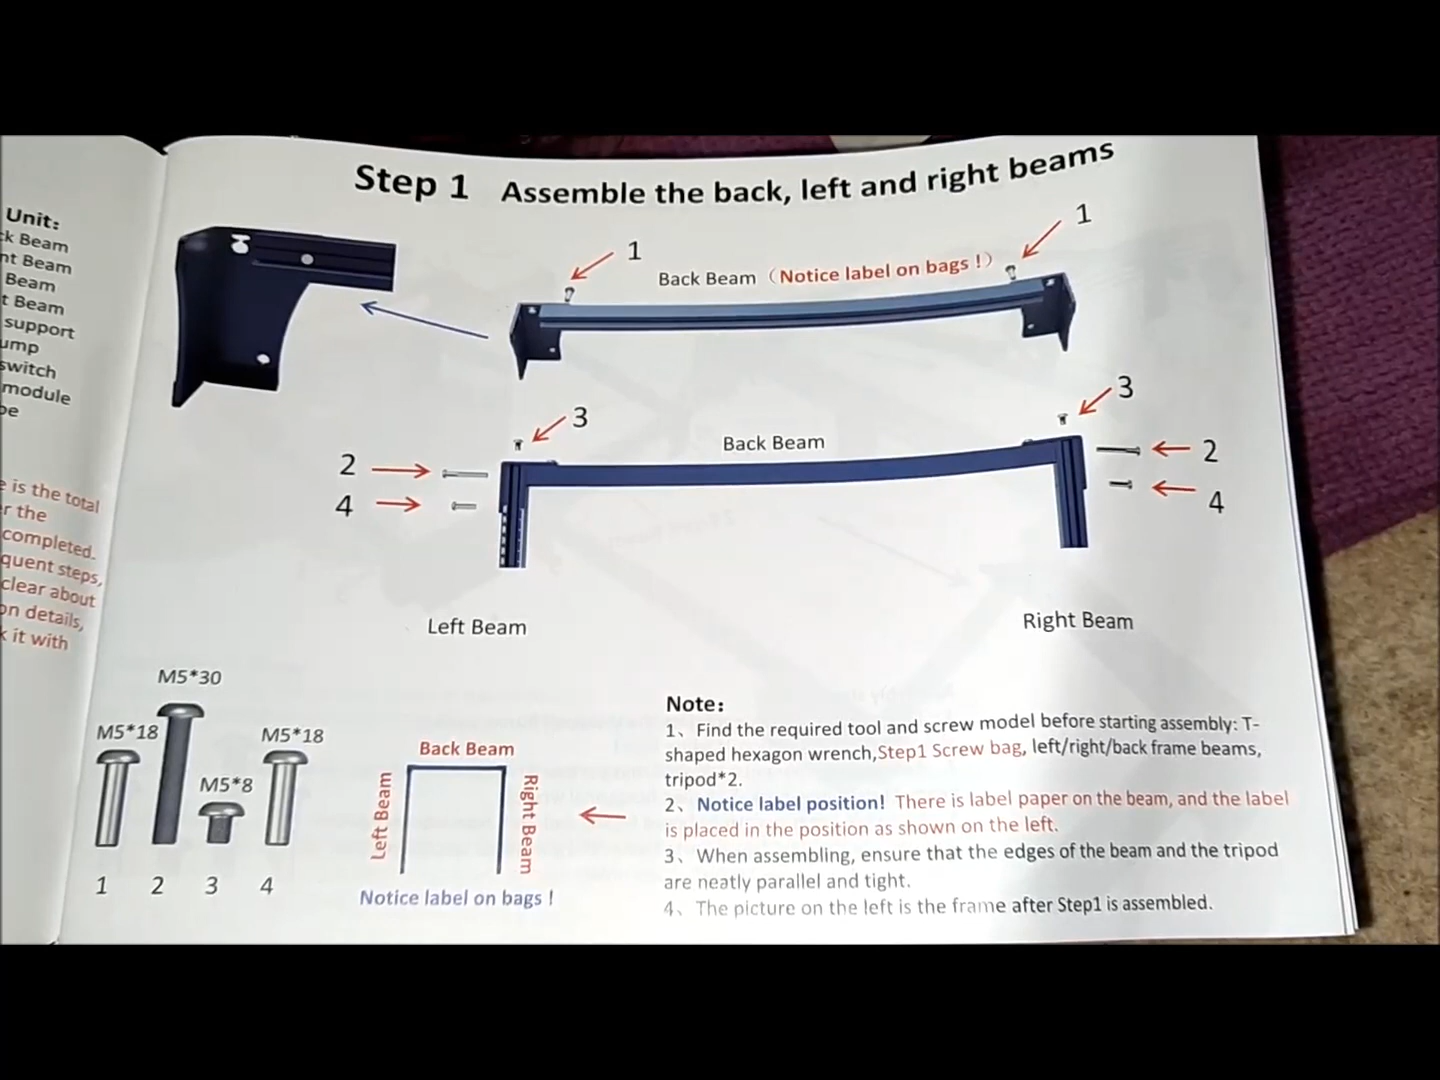 Unit:
Beam
Beam
Beam
Beam
support
switch
module
is the total
the
completed.
steps,
clear about
details,
it with
Step 1 Assemble the back, left and right beams
1
1
Back Beam（Notice label on bags !）
3
3
Back Beam
2
2
4
4
Left Beam
Right Beam
M5*30
M5*18
M5*18
M5*8
1 2 3 4
Back Beam
Left Beam
Right Beam
Notice label on bags !
Note:
1、Find the required tool and screw model before starting assembly: T-
shaped hexagon wrench,Step1 Screw bag, left/right/back frame beams,
tripod*2.
2、Notice label position! There is label paper on the beam, and the label
is placed in the position as shown on the left.
3、When assembling, ensure that the edges of the beam and the tripod
are neatly parallel and tight.
4、The picture on the left is the frame after Step1 is assembled.